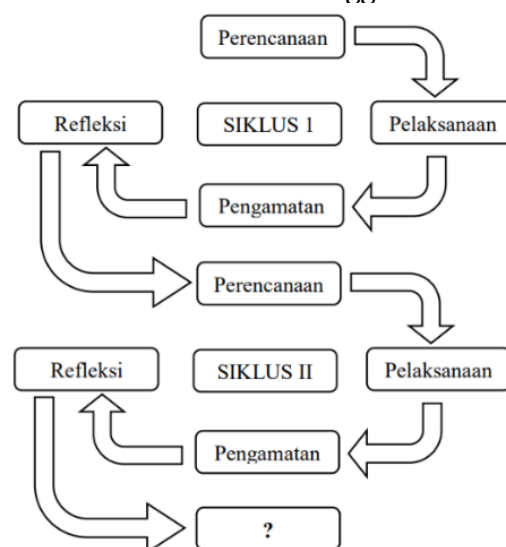 Perencanaan
Refleksi
SIKLUS 1
Pelaksanaan
Pengamatan
Perencanaan
Refleksi
SIKLUS II
Pelaksanaan
Pengamatan
?